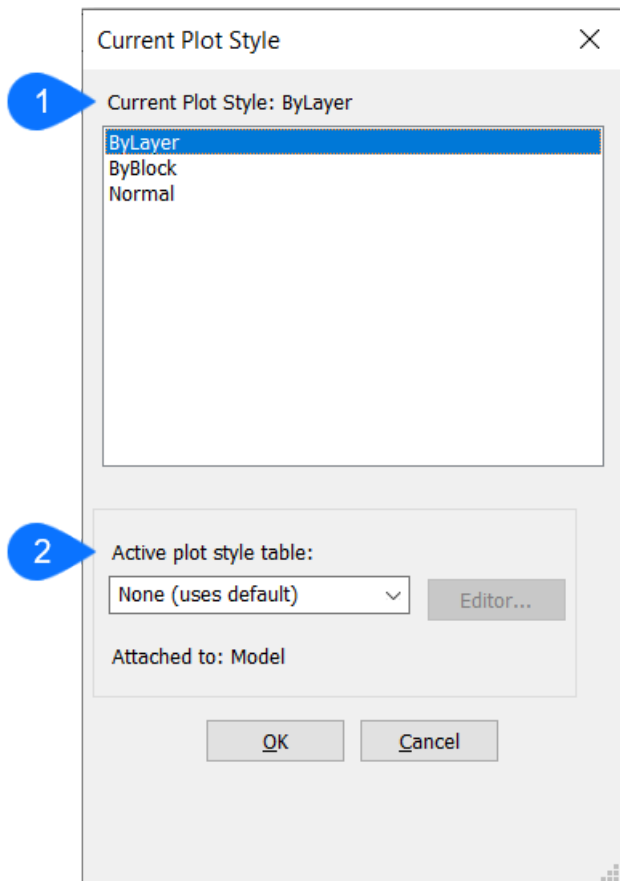 Current Plot Style
1
Current Plot Style: ByLayer
ByLayer
ByBlock
Normal
2
Active plot style table:
None (uses default)
Editor...
Attached to: Model
OK
Cancel